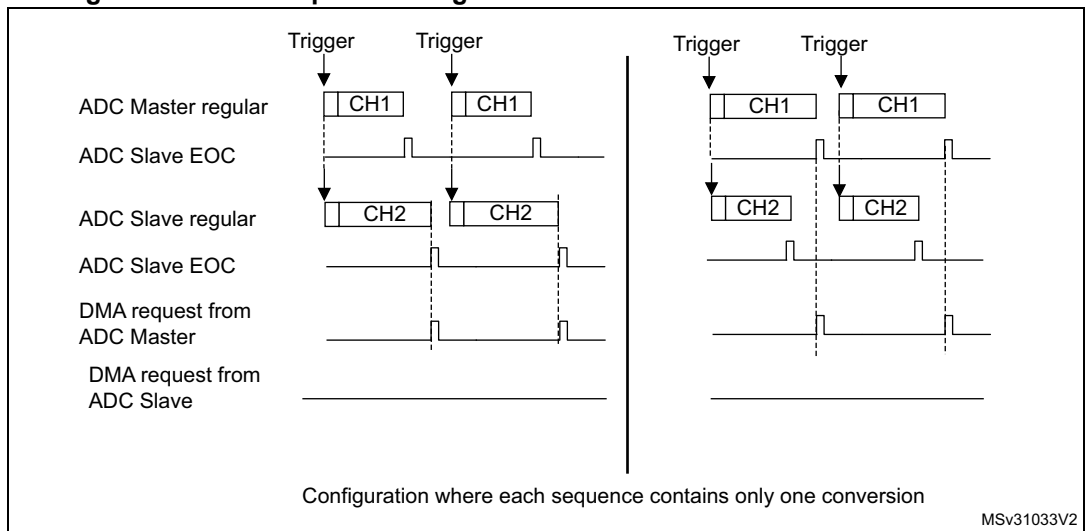 Trigger Trigger Trigger Trigger
ADC Master regular CH1 CH1 CH1 CH1
ADC Slave EOC
ADC Slave regular CH2 CH2 CH2 CH2
ADC Slave EOC
DMA request from
ADC Master
DMA request from
ADC Slave
Configuration where each sequence contains only one conversion
MSv31033V2